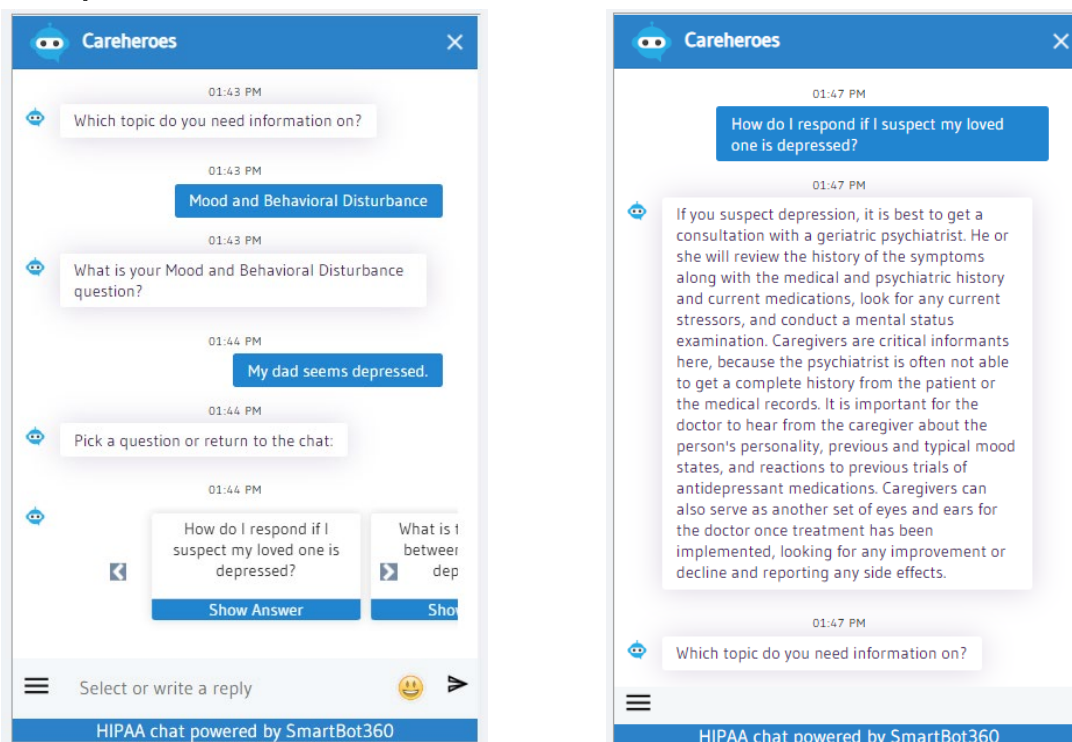 Careheroes
01:43 PM
Which topic do you need information on?
01:43 PM
Mood and Behavioral Disturbance
01:43 PM
What is your Mood and Behavioral Disturbance
question?
01:44 PM
My dad seems depressed.
01:44 PM
Pick a question or return to the chat:
01:44 PM
How do I respond if I
suspect my loved one is
depressed?
Show Answer
What is t
between
dep
Show
Select or write a reply
HIPAA chat powered by SmartBot360
Careheroes
01:47 PM
How do I respond if I suspect my loved
one is depressed?
01:47 PM
If you suspect depression, it is best to get a
consultation with a geriatric psychiatrist. He or
she will review the history of the symptoms
along with the medical and psychiatric history
and current medications, look for any current
stressors, and conduct a mental status
examination. Caregivers are critical informants
here, because the psychiatrist is often not able
to get a complete history from the patient or
the medical records. It is important for the
doctor to hear from the caregiver about the
person's personality, previous and typical mood
states, and reactions to previous trials of
antidepressant medications. Caregivers can
also serve as another set of eyes and ears for
the doctor once treatment has been
implemented, looking for any improvement or
decline and reporting any side effects.
01:47 PM
Which topic do you need information on?
HIPAA chat powered by SmartBot360